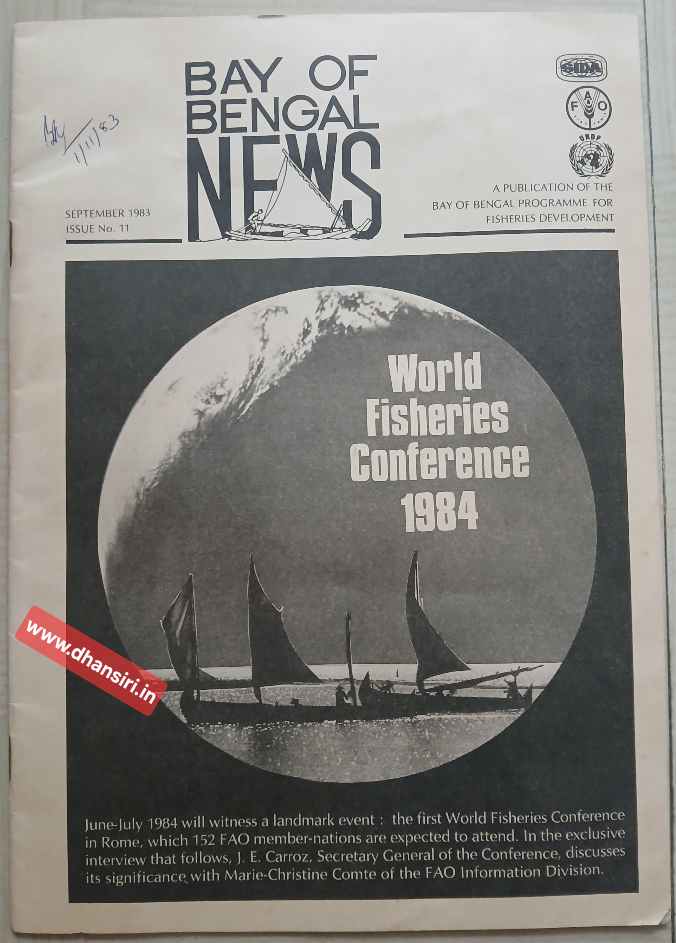 BAY OF
BENGAL
NEWS
1/11/83
SIDA
F A O
UNDP
SEPTEMBER 1983
ISSUE No. 11
A PUBLICATION OF THE
BAY OF BENGAL PROGRAMME FOR
FISHERIES DEVELOPMENT
World
Fisheries
Conference
1984
www.dhansiri.in
June-July 1984 will witness a landmark event : the first World Fisheries Conference
in Rome, which 152 FAO member-nations are expected to attend. In the exclusive
interview that follows, J. E. Carroz, Secretary General of the Conference, discusses
its significance with Marie-Christine Comte of the FAO Information Division.